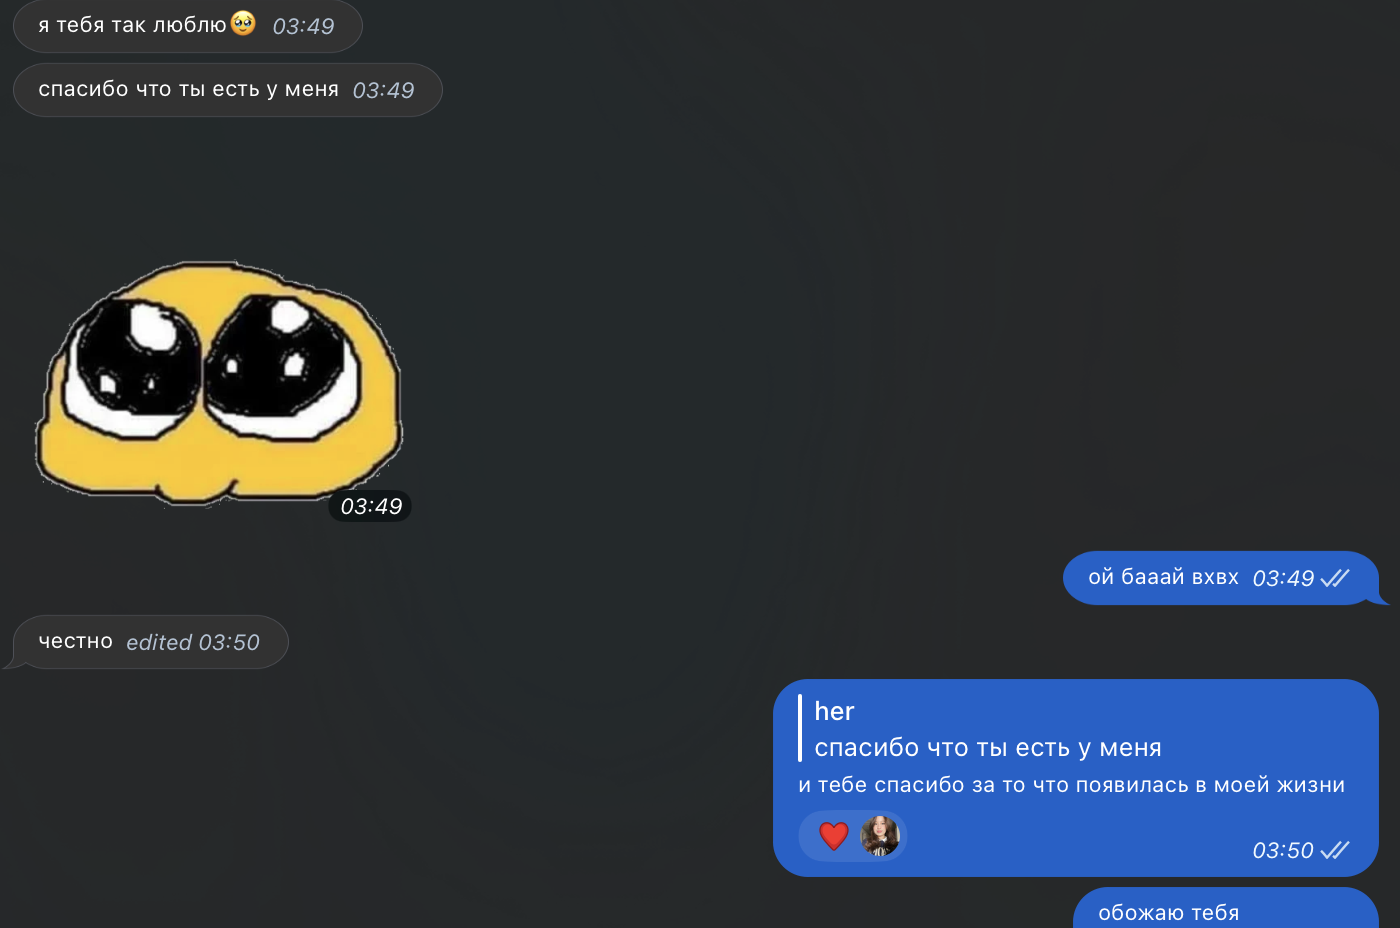 я тебя так люблю🥹 03:49
спасибо что ты есть у меня 03:49
03:49
ой бааай вхвх 03:49
честно edited 03:50
her
спасибо что ты есть у меня
и тебе спасибо за то что появилась в моей жизни
03:50
обожаю тебя